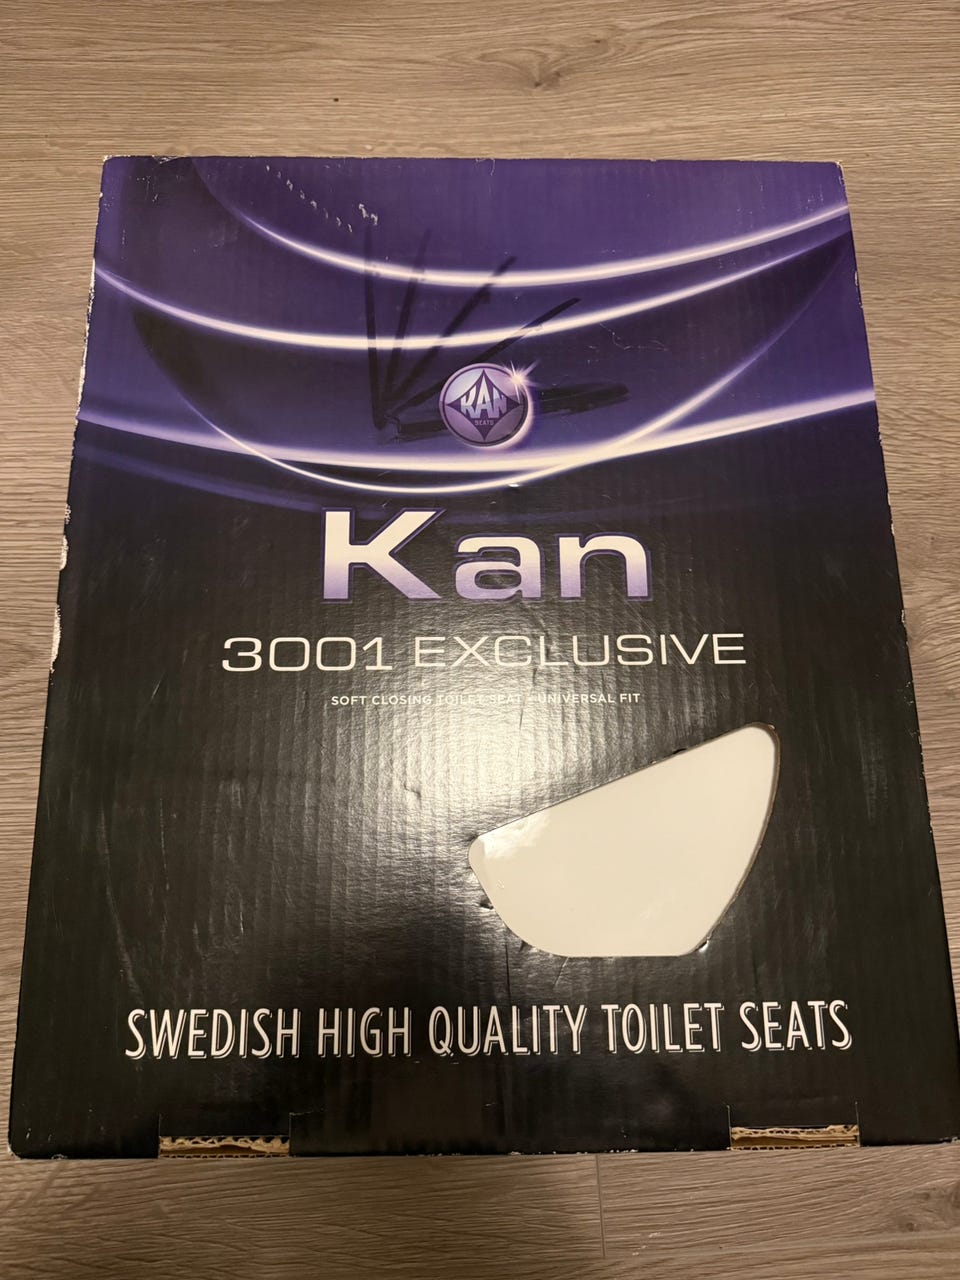 KAN
SEATS
Kan
3001 EXCLUSIVE
SOFT CLOSING TOILET SEAT - UNIVERSAL FIT
SWEDISH HIGH QUALITY TOILET SEATS